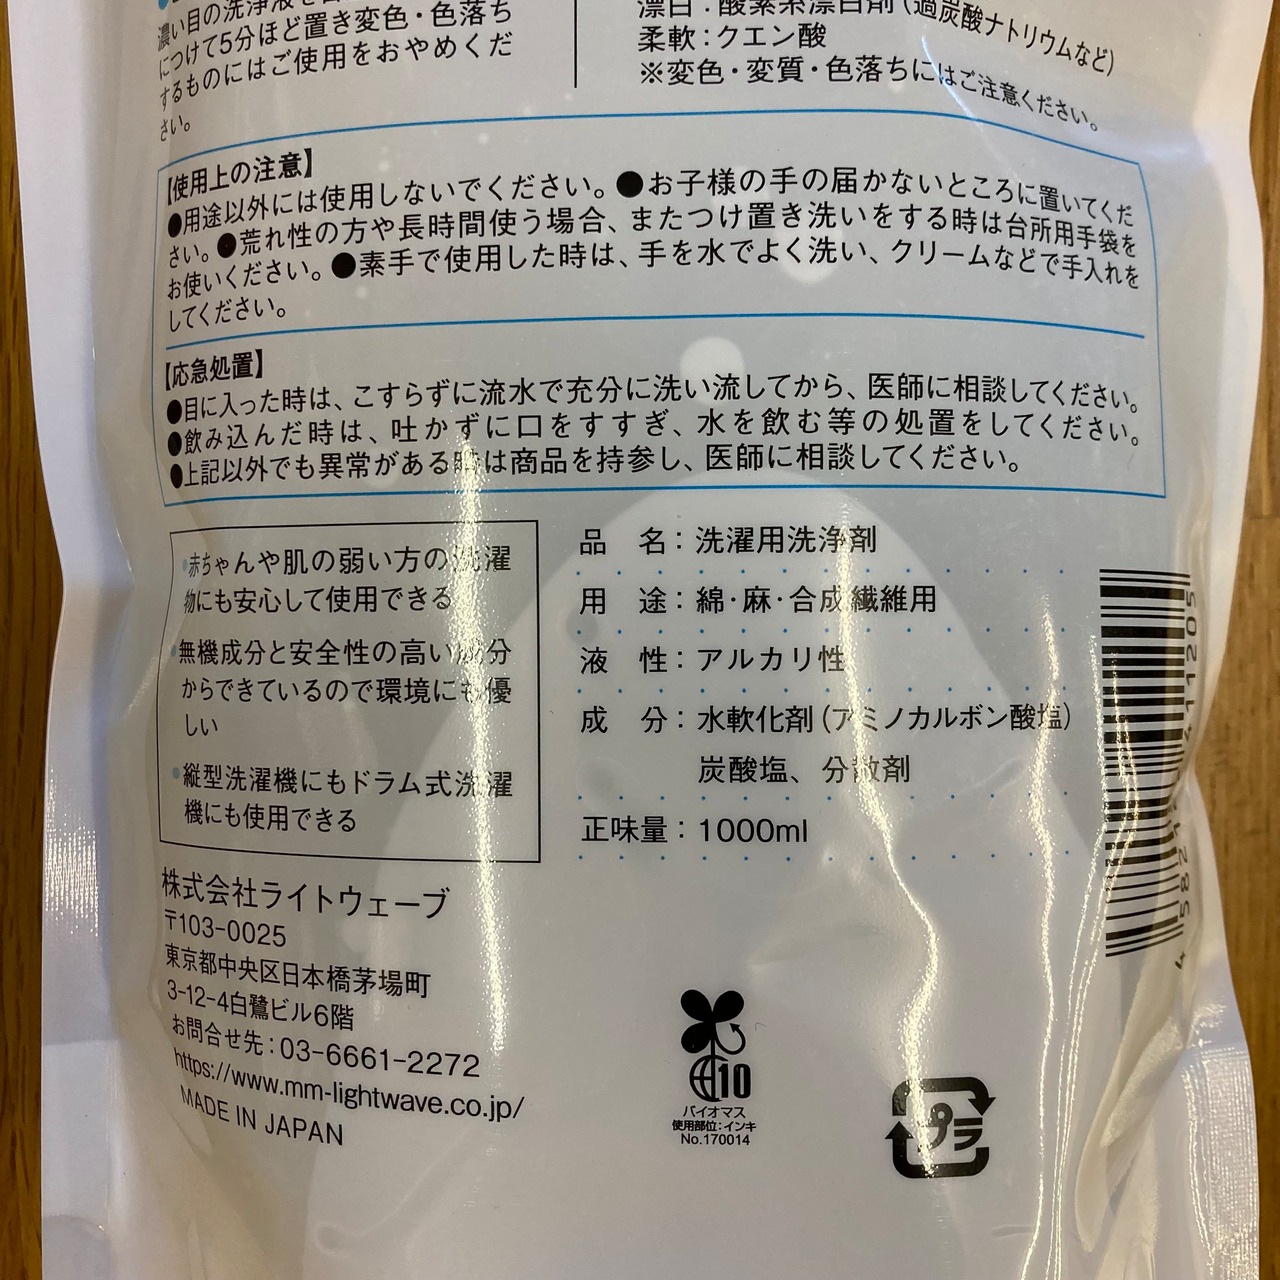 濃い目の洗浄液を
につけて5分ほど置き変色・色落ち
するものにはご使用をおやめくだ
さい。
漂白：酸素系漂白剤（過炭酸ナトリウムなど）
柔軟：クエン酸
※変色・変質・色落ちにはご注意ください。
【使用上の注意】
●用途以外には使用しないでください。●お子様の手の届かないところに置いてくだ
さい。●荒れ性の方や長時間使う場合、またつけ置き洗いをする時は台所用手袋を
お使いください。●素手で使用した時は、手を水でよく洗い、クリームなどで手入れを
してください。
【応急処置】
●目に入った時は、こすらずに流水で充分に洗い流してから、医師に相談してください。
●飲み込んだ時は、吐かずに口をすすぎ、水を飲む等の処置をしてください。
●上記以外でも異常がある時は商品を持参し、医師に相談してください。
●赤ちゃんや肌の弱い方の洗濯
物にも安心して使用できる
●無機成分と安全性の高い成分
からできているので環境にも優
しい
●縦型洗濯機にもドラム式洗濯
機にも使用できる
品　名：洗濯用洗浄剤
用　途：綿・麻・合成繊維用
液　性：アルカリ性
成　分：水軟化剤（アミノカルボン酸塩）
炭酸塩、分散剤
正味量：1000ml
株式会社ライトウェーブ
〒103-0025
東京都中央区日本橋茅場町
3-12-4白鷺ビル6階
お問合せ先：03-6661-2272
https://www.mm-lightwave.co.jp/
MADE IN JAPAN
10
バイオマス
使用部位：インキ
No.170014
プラ